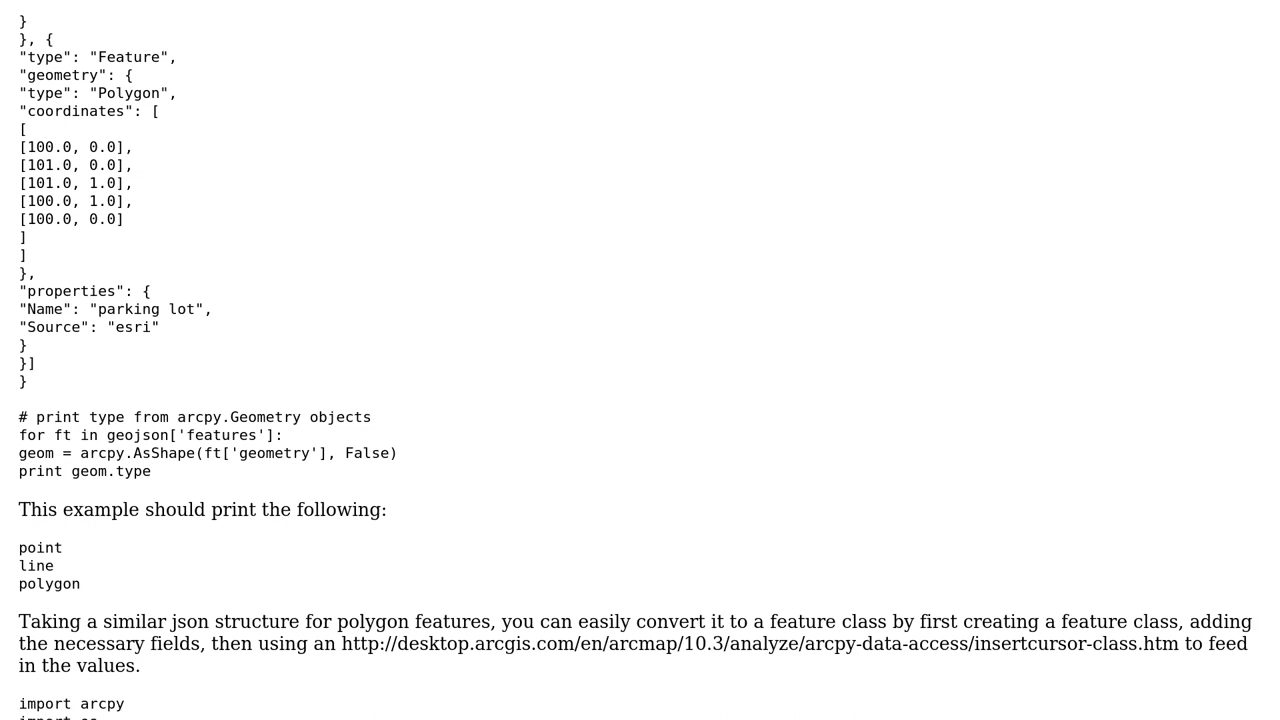 }
}, {
"type": "Feature",
"geometry": {
"type": "Polygon",
"coordinates": [
[
[100.0, 0.0],
[101.0, 0.0],
[101.0, 1.0],
[100.0, 1.0],
[100.0, 0.0]
]
]
},
"properties": {
"Name": "parking lot",
"Source": "esri"
}
}]
}
# print type from arcpy.Geometry objects
for ft in geojson['features']:
geom = arcpy.AsShape(ft['geometry'], False)
print geom.type
This example should print the following:
point
line
polygon
Taking a similar json structure for polygon features, you can easily convert it to a feature class by first creating a feature class, adding
the necessary fields, then using an http://desktop.arcgis.com/en/arcmap/10.3/analyze/arcpy-data-access/insertcursor-class.htm to feed
in the values.
import arcpy